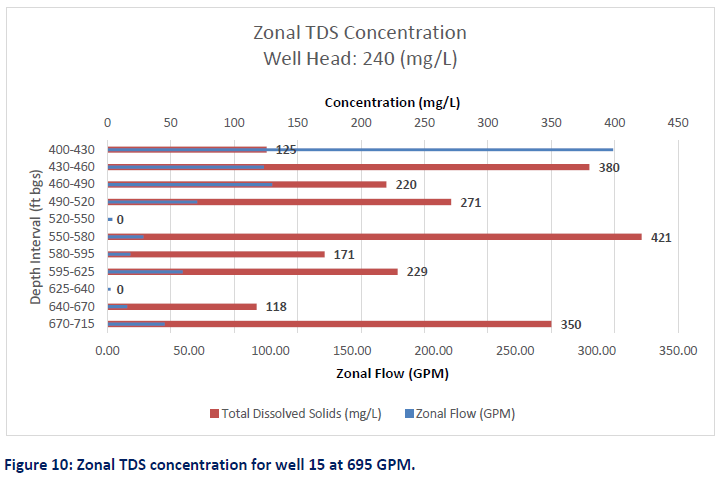 Zonal TDS Concentration
Well Head: 240 (mg/L)
Concentration (mg/L)
0 50 100 150 200 250 300 350 400 450
Depth Interval (ft bgs)
400-430 125
430-460 380
460-490 220
490-520 271
520-550 0
550-580 421
580-595 171
595-625 229
625-640 0
640-670 118
670-715 350
0.00 50.00 100.00 150.00 200.00 250.00 300.00 350.00
Zonal Flow (GPM)
Total Dissolved Solids (mg/L) Zonal Flow (GPM)
Figure 10: Zonal TDS concentration for well 15 at 695 GPM.